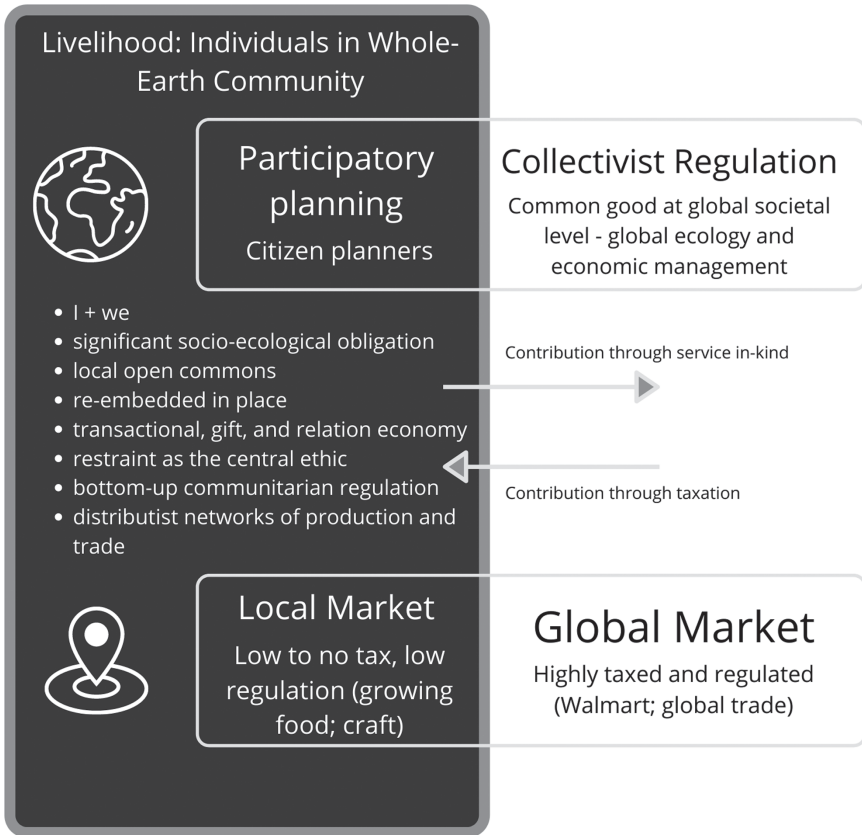 Livelihood: Individuals in Whole-
Earth Community
Participatory
planning
Citizen planners
Collectivist Regulation
Common good at global societal
level - global ecology and
economic management
• I + we
• significant socio-ecological obligation
• local open commons
• re-embedded in place
• transactional, gift, and relation economy
• restraint as the central ethic
• bottom-up communitarian regulation
• distributist networks of production and
trade
Contribution through service in-kind
Contribution through taxation
Local Market
Low to no tax, low
regulation (growing
food; craft)
Global Market
Highly taxed and regulated
(Walmart; global trade)